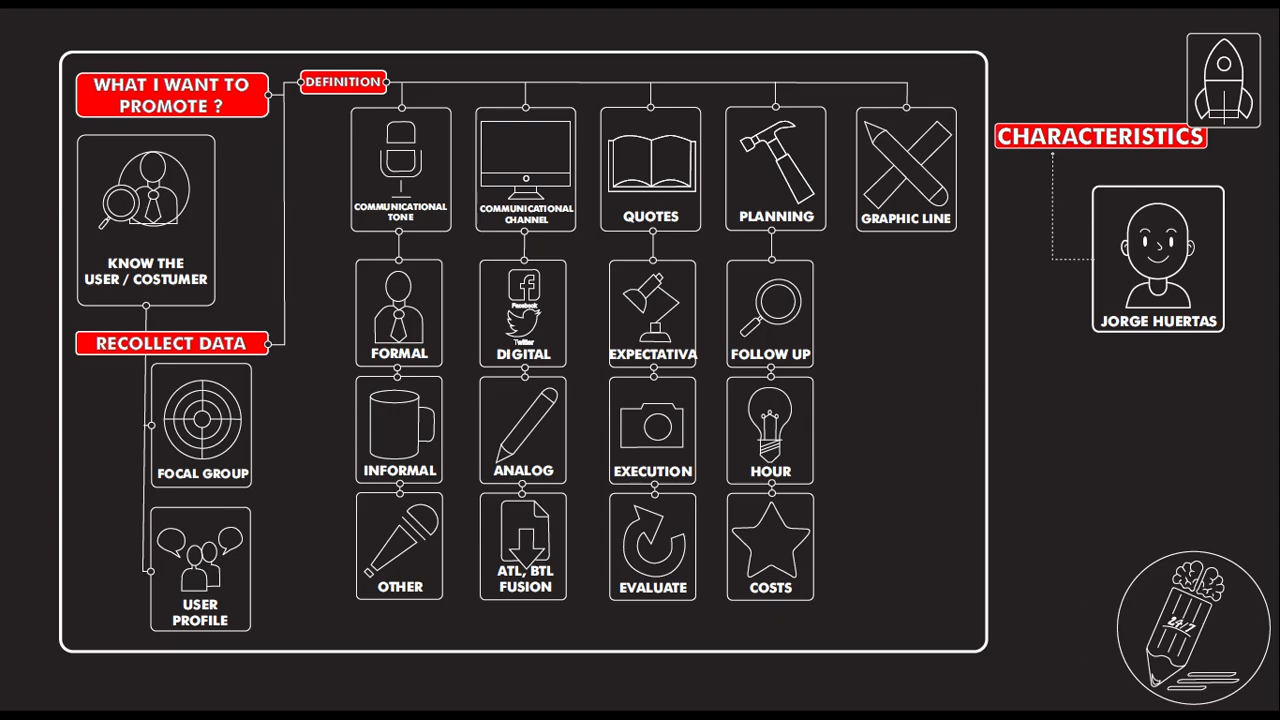 WHAT I WANT TO
PROMOTE ?
DEFINITION
CHARACTERISTICS
KNOW THE
USER / COSTUMER
COMMUNICATIONAL
TONE
COMMUNICATIONAL
CHANNEL
QUOTES
PLANNING
GRAPHIC LINE
JORGE HUERTAS
RECOLLECT DATA
FORMAL
Facebook
Twitter
DIGITAL
EXPECTATIVA
FOLLOW UP
FOCAL GROUP
INFORMAL
ANALOG
EXECUTION
HOUR
USER
PROFILE
OTHER
ATL, BTL
FUSION
EVALUATE
COSTS
24/7